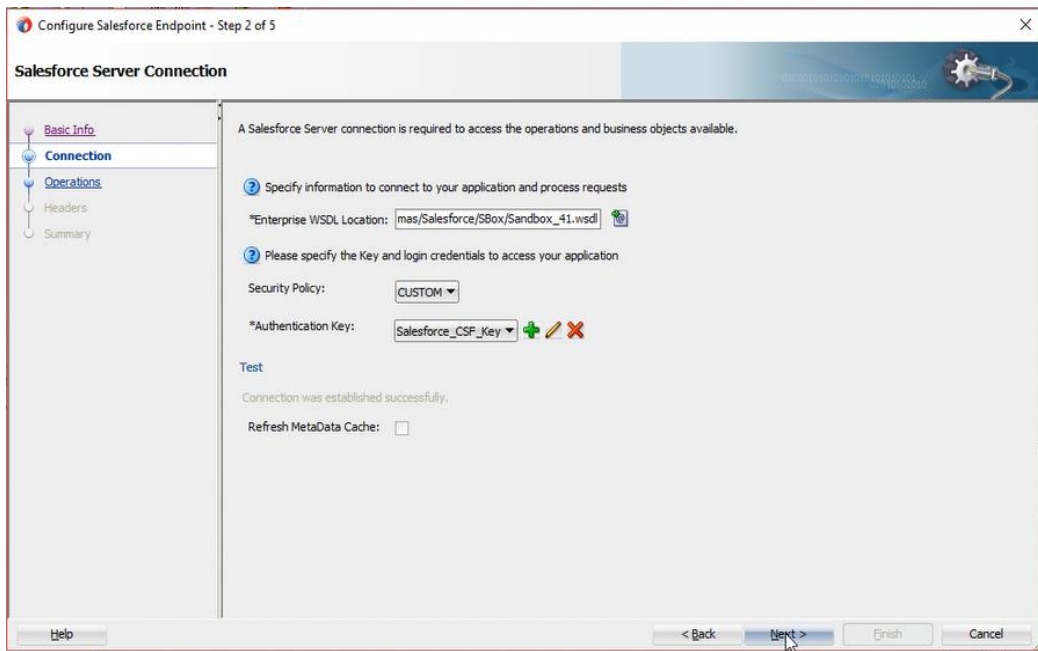 Configure Salesforce Endpoint - Step 2 of 5
Salesforce Server Connection
Basic Info
Connection
Operations
Headers
Summary
A Salesforce Server connection is required to access the operations and business objects available.
Specify information to connect to your application and process requests
*Enterprise WSDL Location: mas/Salesforce/SBox/Sandbox_41.wsdl
Please specify the Key and login credentials to access your application
Security Policy: CUSTOM
*Authentication Key: Salesforce_CSF_Key
Test
Connection was established successfully.
Refresh MetaData Cache:
Help < Back Next > Finish Cancel